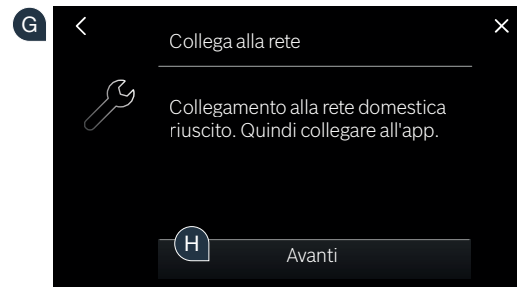 G
Collega alla rete
Collegamento alla rete domestica
riuscito. Quindi collegare all'app.
H
Avanti